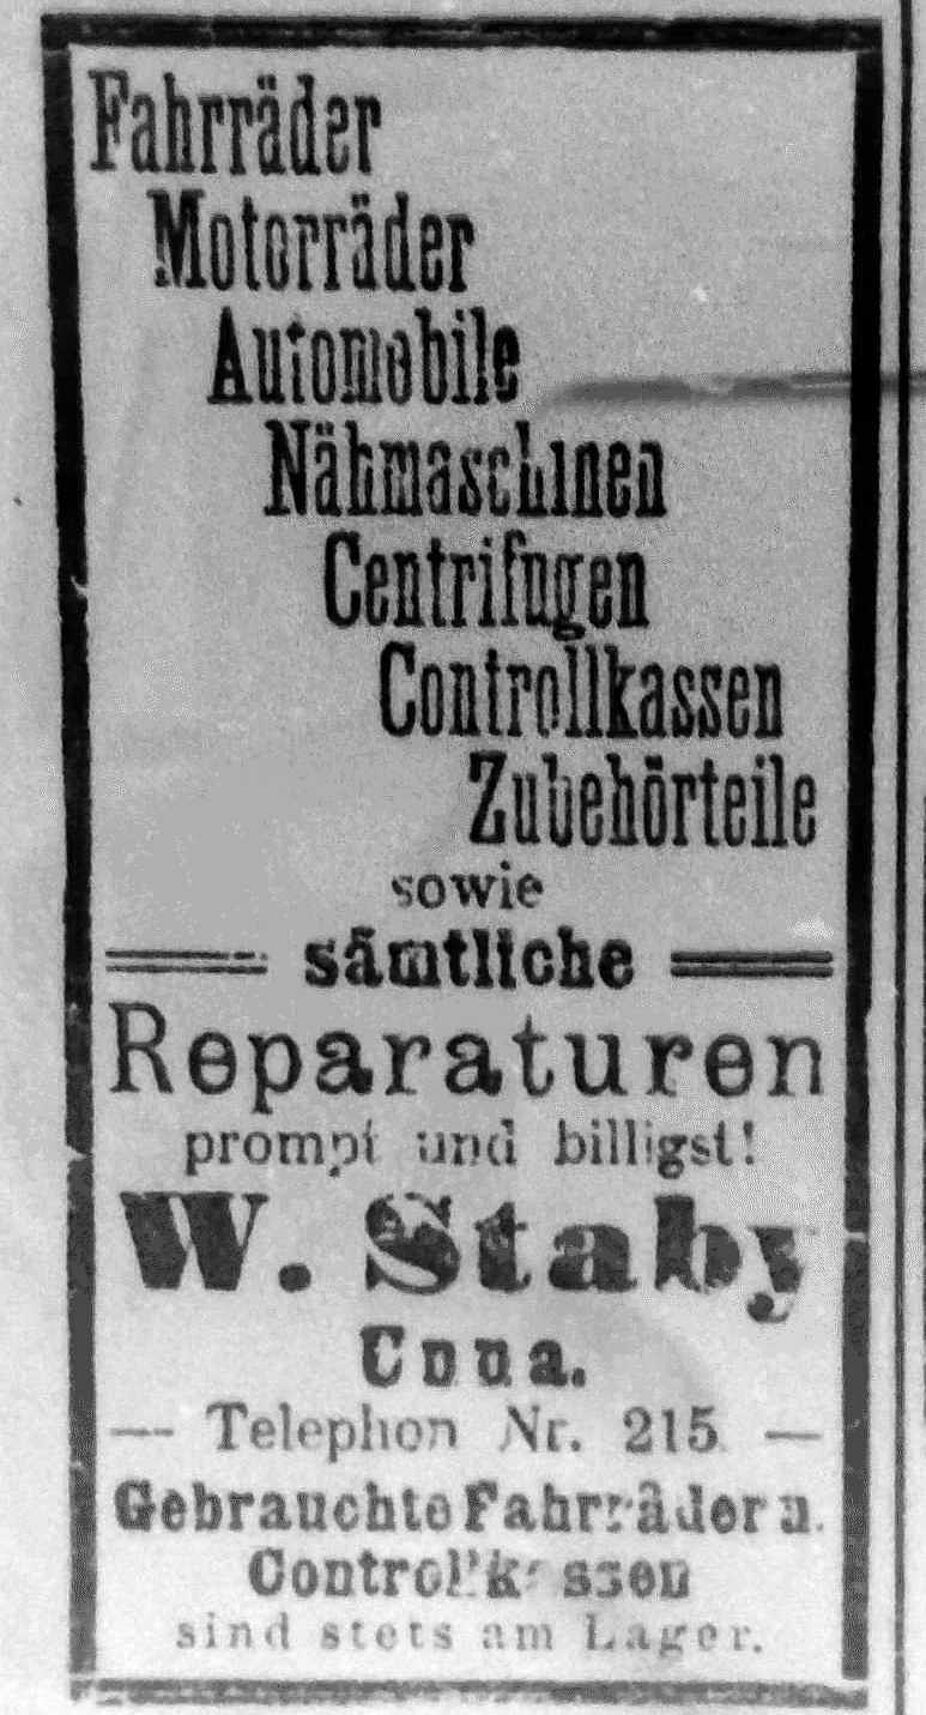 Fahrräder
Motorräder
Automobile
Nähmaschinen
Centrifugen
Controllkassen
Zubehörteile
sowie
sämtliche
Reparaturen
prompt und billigst!
W. Staby
Unna.
— Telephon Nr. 215. —
Gebrauchte Fahrräder u.
Controllkassen
sind stets am Lager.